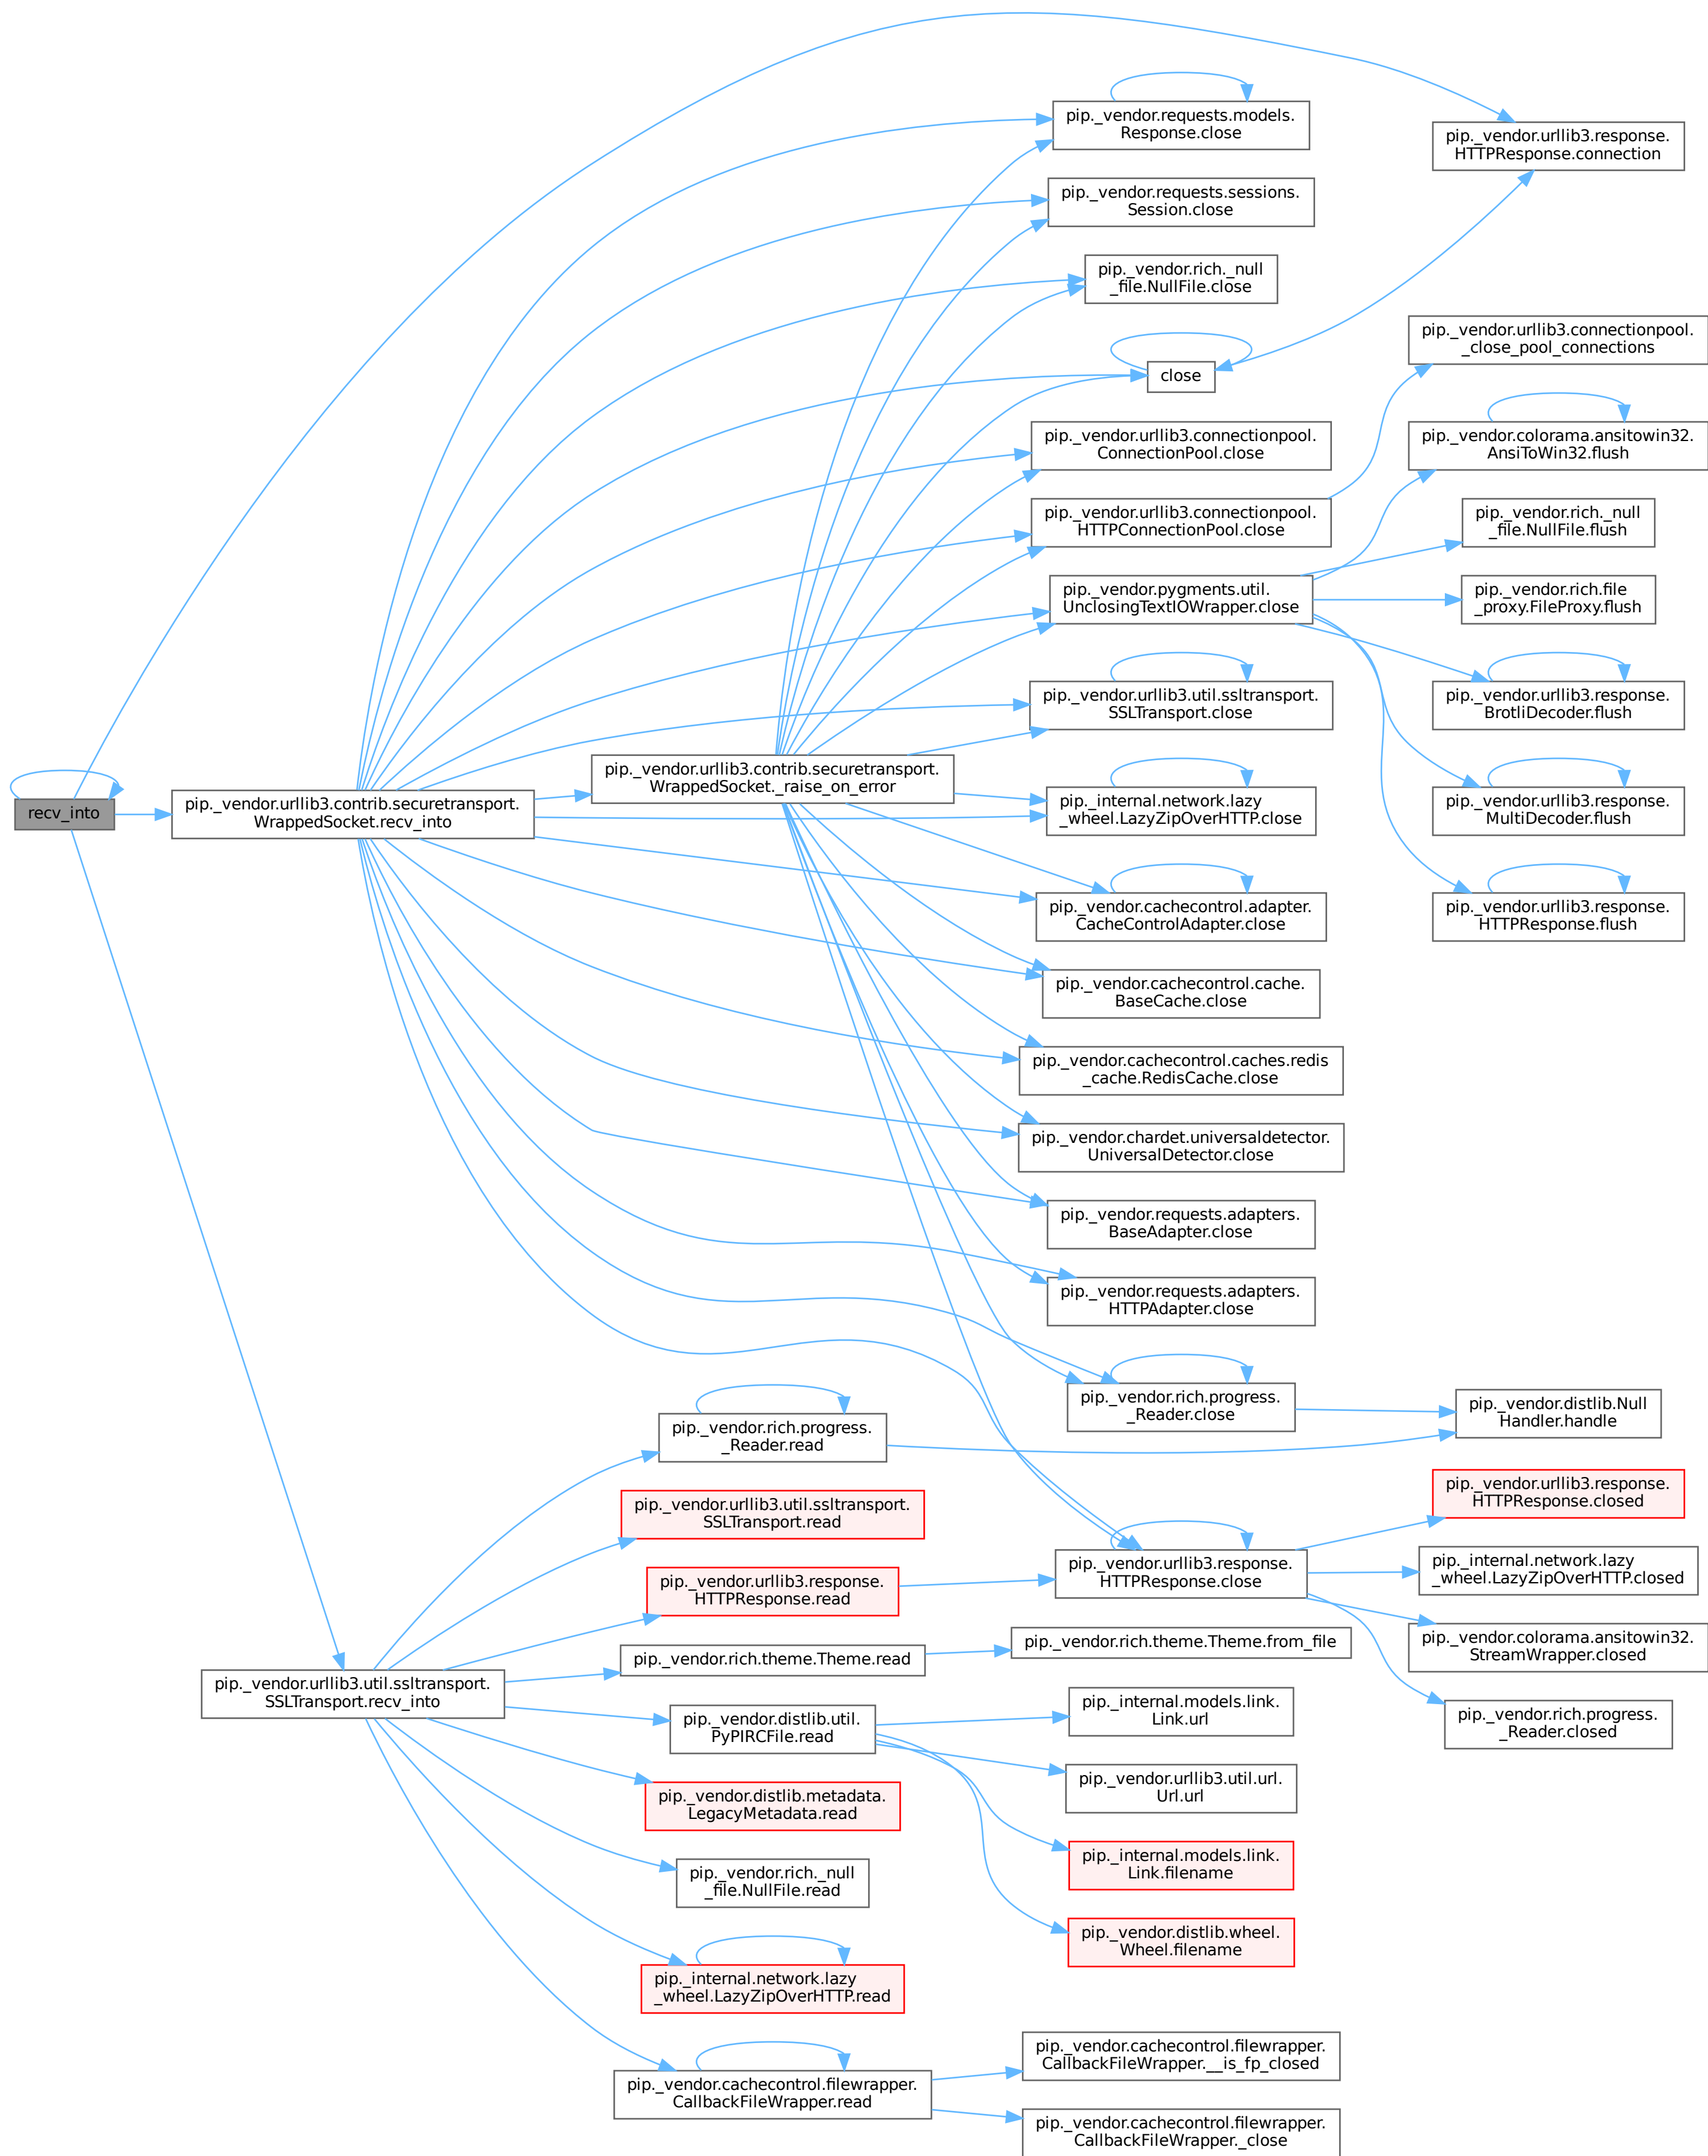 recv_into
pip._vendor.urllib3.contrib.securetransport.
WrappedSocket.recv_into
pip._vendor.urllib3.util.ssltransport.
SSLTransport.recv_into
pip._vendor.urllib3.contrib.securetransport.
WrappedSocket._raise_on_error
pip._vendor.rich.progress.
_Reader.read
pip._vendor.urllib3.util.ssltransport.
SSLTransport.read
pip._vendor.urllib3.response.
HTTPResponse.read
pip._vendor.rich.theme.Theme.read
pip._vendor.distlib.util.
PyPIRCFile.read
pip._vendor.distlib.metadata.
LegacyMetadata.read
pip._vendor.rich._null
_file.NullFile.read
pip._internal.network.lazy
_wheel.LazyZipOverHTTP.read
pip._vendor.cachecontrol.filewrapper.
CallbackFileWrapper.read
pip._vendor.requests.models.
Response.close
pip._vendor.requests.sessions.
Session.close
pip._vendor.rich._null
_file.NullFile.close
close
pip._vendor.urllib3.connectionpool.
ConnectionPool.close
pip._vendor.urllib3.connectionpool.
HTTPConnectionPool.close
pip._vendor.pygments.util.
UnclosingTextIOWrapper.close
pip._vendor.urllib3.util.ssltransport.
SSLTransport.close
pip._internal.network.lazy
_wheel.LazyZipOverHTTP.close
pip._vendor.cachecontrol.adapter.
CacheControlAdapter.close
pip._vendor.cachecontrol.cache.
BaseCache.close
pip._vendor.cachecontrol.caches.redis
_cache.RedisCache.close
pip._vendor.chardet.universaldetector.
UniversalDetector.close
pip._vendor.requests.adapters.
BaseAdapter.close
pip._vendor.requests.adapters.
HTTPAdapter.close
pip._vendor.rich.progress.
_Reader.close
pip._vendor.urllib3.response.
HTTPResponse.close
pip._vendor.rich.theme.Theme.from_file
pip._internal.models.link.
Link.url
pip._vendor.urllib3.util.url.
Url.url
pip._internal.models.link.
Link.filename
pip._vendor.distlib.wheel.
Wheel.filename
pip._vendor.cachecontrol.filewrapper.
CallbackFileWrapper.__is_fp_closed
pip._vendor.cachecontrol.filewrapper.
CallbackFileWrapper._close
pip._vendor.urllib3.response.
HTTPResponse.connection
pip._vendor.urllib3.connectionpool.
_close_pool_connections
pip._vendor.colorama.ansitowin32.
AnsiToWin32.flush
pip._vendor.rich._null
_file.NullFile.flush
pip._vendor.rich.file
_proxy.FileProxy.flush
pip._vendor.urllib3.response.
BrotliDecoder.flush
pip._vendor.urllib3.response.
MultiDecoder.flush
pip._vendor.urllib3.response.
HTTPResponse.flush
pip._vendor.distlib.Null
Handler.handle
pip._vendor.urllib3.response.
HTTPResponse.closed
pip._internal.network.lazy
_wheel.LazyZipOverHTTP.closed
pip._vendor.colorama.ansitowin32.
StreamWrapper.closed
pip._vendor.rich.progress.
_Reader.closed